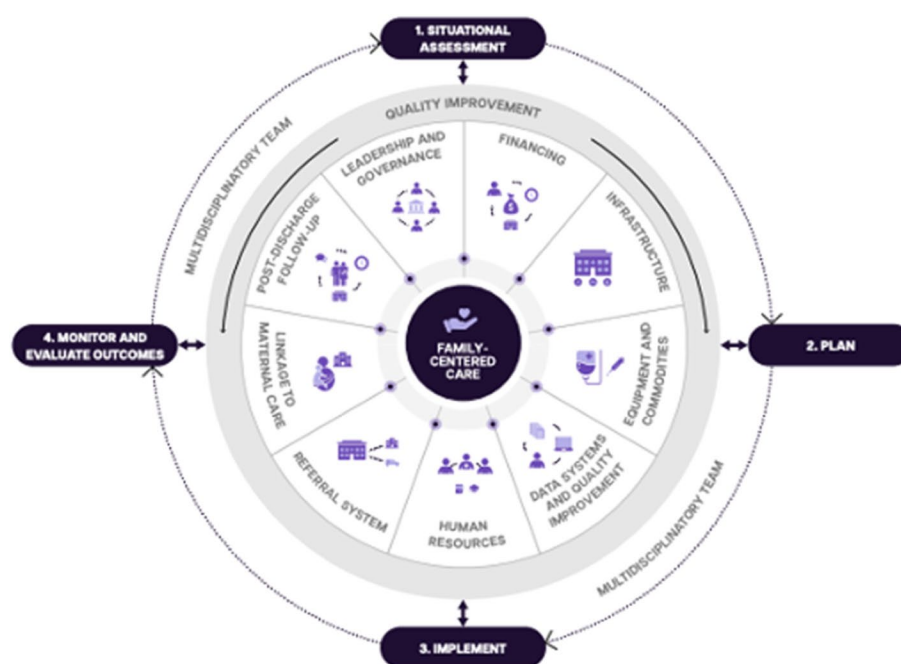 1. SITUATIONAL
ASSESSMENT
QUALITY IMPROVEMENT
MULTIDISCIPLINARY TEAM
LEADERSHIP AND
GOVERNANCE
FINANCING
POST-DISCHARGE
FOLLOW-UP
INFRASTRUCTURE
4. MONITOR AND
EVALUATE OUTCOMES
FAMILY-
CENTERED
CARE
2. PLAN
LINKAGE TO
MATERNAL CARE
EQUIPMENT AND
COMMODITIES
REFERRAL SYSTEM
HUMAN
RESOURCES
DATA SYSTEMS
AND QUALITY
IMPROVEMENT
MULTIDISCIPLINARY TEAM
3. IMPLEMENT